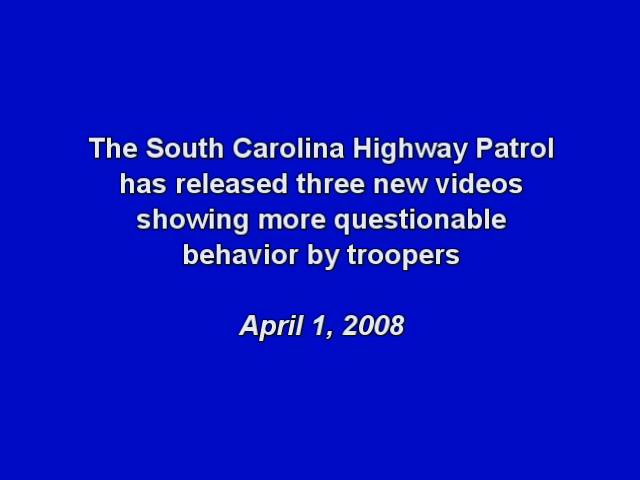 The South Carolina Highway Patrol
has released three new videos
showing more questionable
behavior by troopers
April 1, 2008